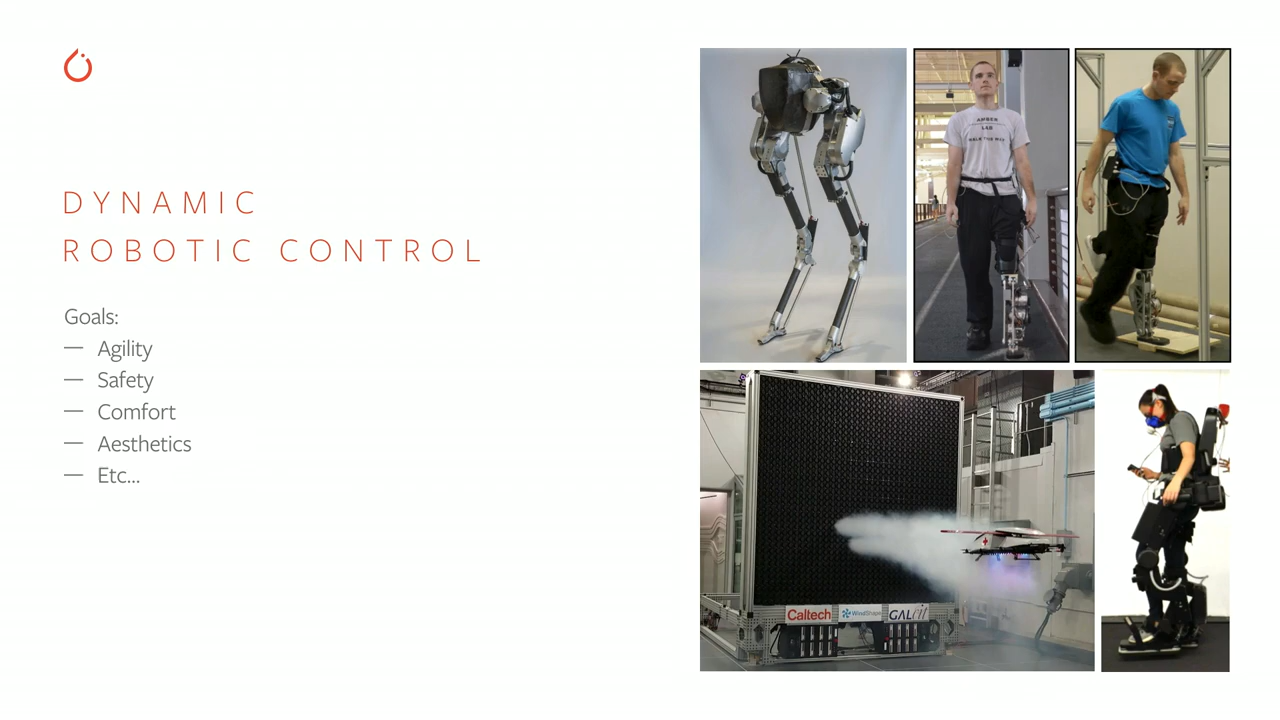 DYNAMIC
ROBOTIC CONTROL
Goals:
— Agility
— Safety
— Comfort
— Aesthetics
— Etc...
AMBER
LAB
Caltech
WindShape
GALCIT